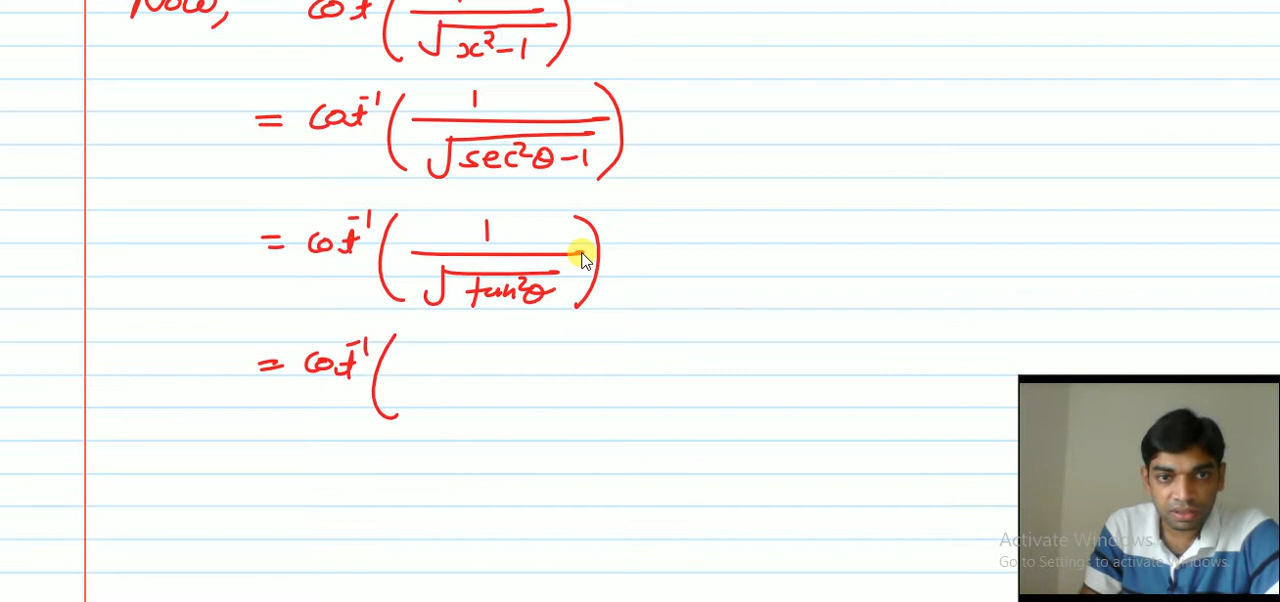 Now, cot⁻¹(1/√(x²-1))
= cot⁻¹(1/√(sec²θ-1))
= cot⁻¹(1/√(tan²θ))
= cot⁻¹(
Activate Windows
Go to Settings to activate Windows.